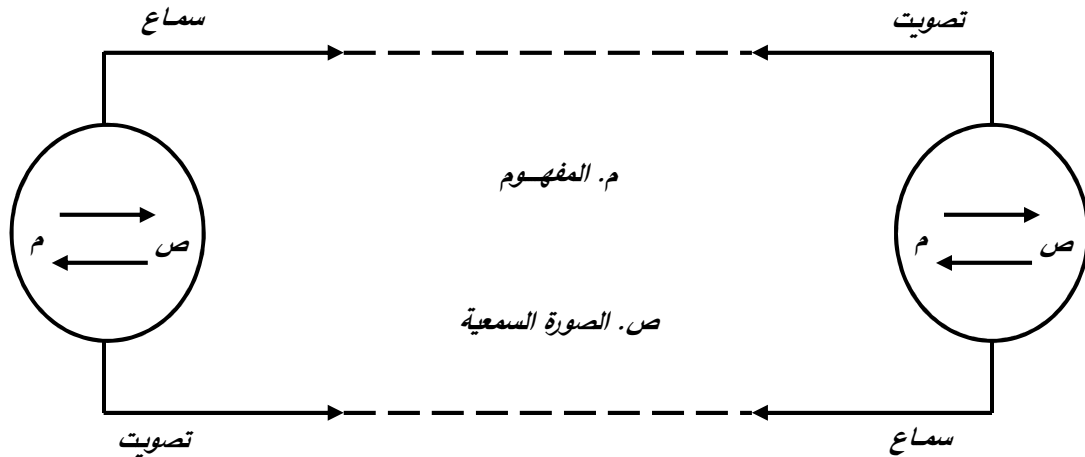 تصويت
سماع
م. المفهوم
ص
م
ص
م
ص. الصورة السمعية
سماع
تصويت